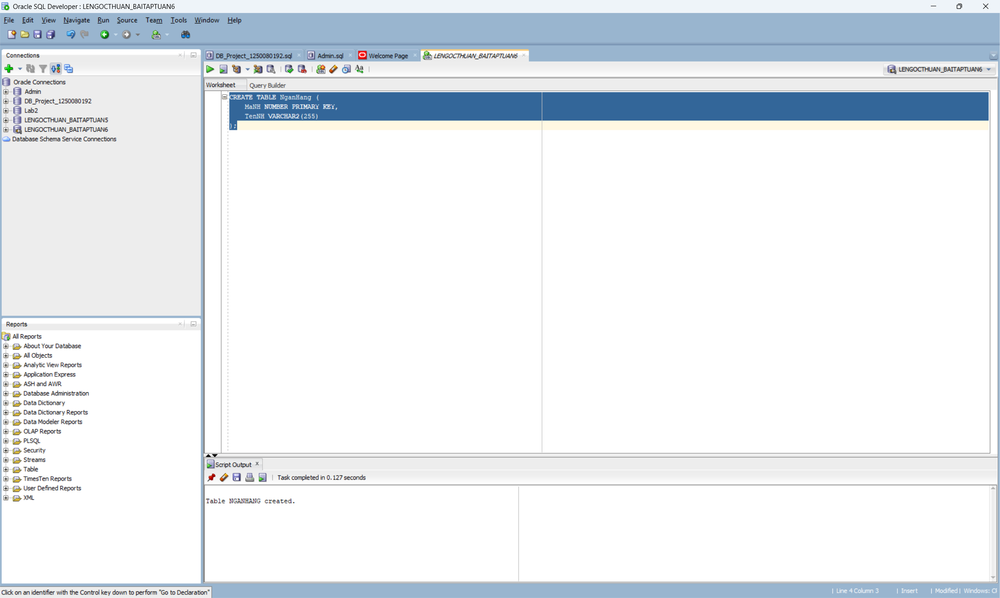 Oracle SQL Developer : LENGOCTHUAN_BAITAPTUAN6
File Edit View Navigate Run Source Team Tools Window Help
Connections
Oracle Connections
Admin
DB_Project_1250080192
Lab2
LENGOCTHUAN_BAITAPTUAN5
LENGOCTHUAN_BAITAPTUAN6
Database Schema Service Connections
Reports
All Reports
About Your Database
All Objects
Analytic View Reports
Application Express
ASH and AWR
Database Administration
Data Dictionary
Data Dictionary Reports
Data Modeler Reports
OLAP Reports
PLSQL
Security
Streams
Table
TimesTen Reports
User Defined Reports
XML
DB_Project_1250080192.sql Admin.sql Welcome Page LENGOCTHUAN_BAITAPTUAN6
LENGOCTHUAN_BAITAPTUAN6
Worksheet Query Builder
CREATE TABLE NganHang (
MaNH NUMBER PRIMARY KEY,
TenNH VARCHAR2(255)
);
Script Output
Task completed in 0.127 seconds
Table NGANHANG created.
Click on an identifier with the Control key down to perform "Go to Declaration"
| Line 4 Column 3 | Insert | Modified | Windows: